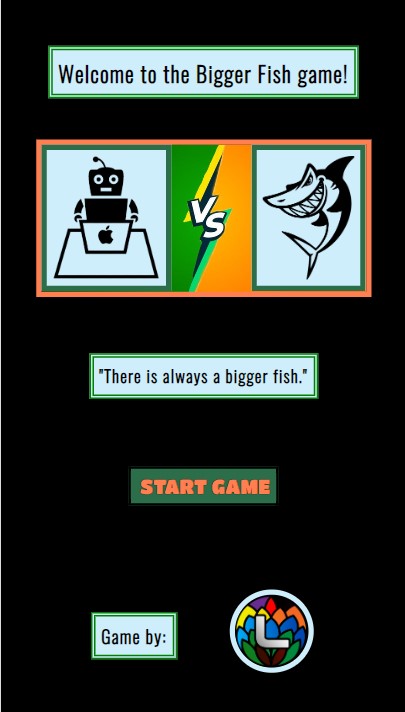 Welcome to the Bigger Fish game!
VS
"There is always a bigger fish."
START GAME
Game by:
L